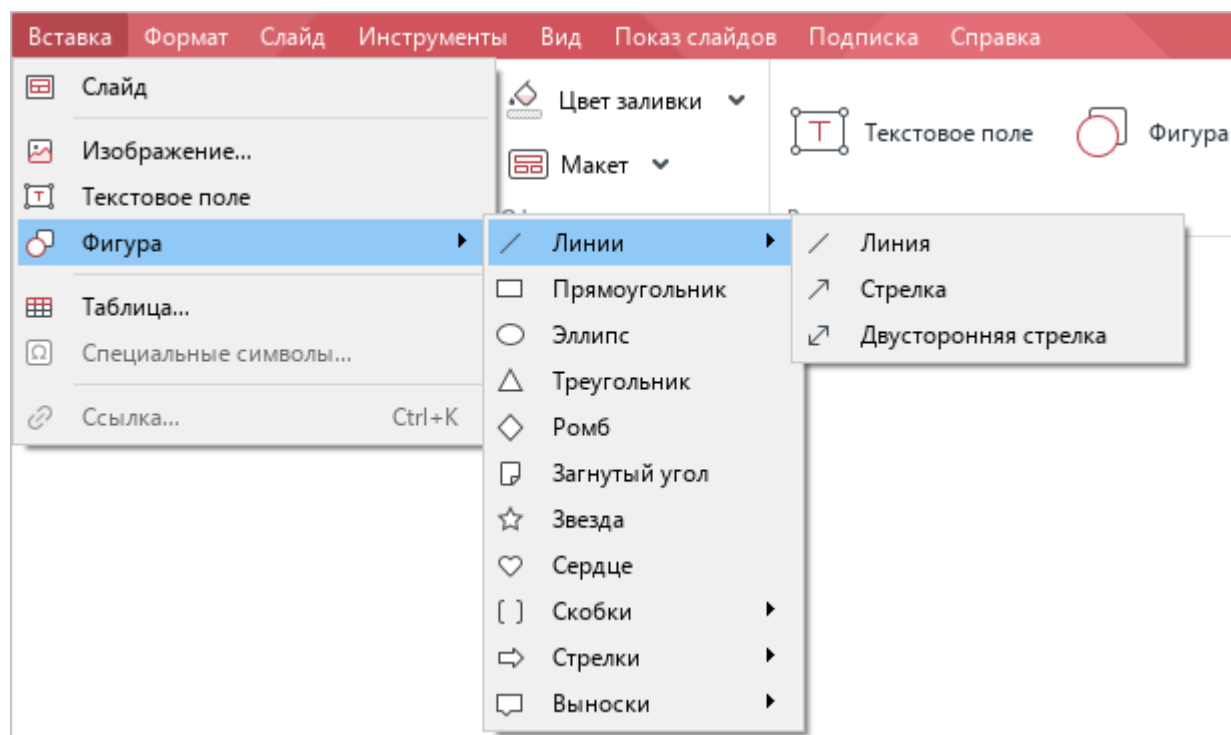 Вставка Формат Слайд Инструменты Вид Показ слайдов Подписка Справка
Слайд
Изображение...
Текстовое поле
Фигура
Таблица...
Специальные символы...
Ссылка... Ctrl+K
Цвет заливки
Макет
Текстовое поле
Фигура
Линии
Прямоугольник
Эллипс
Треугольник
Ромб
Загнутый угол
Звезда
Сердце
Скобки
Стрелки
Выноски
Линия
Стрелка
Двусторонняя стрелка